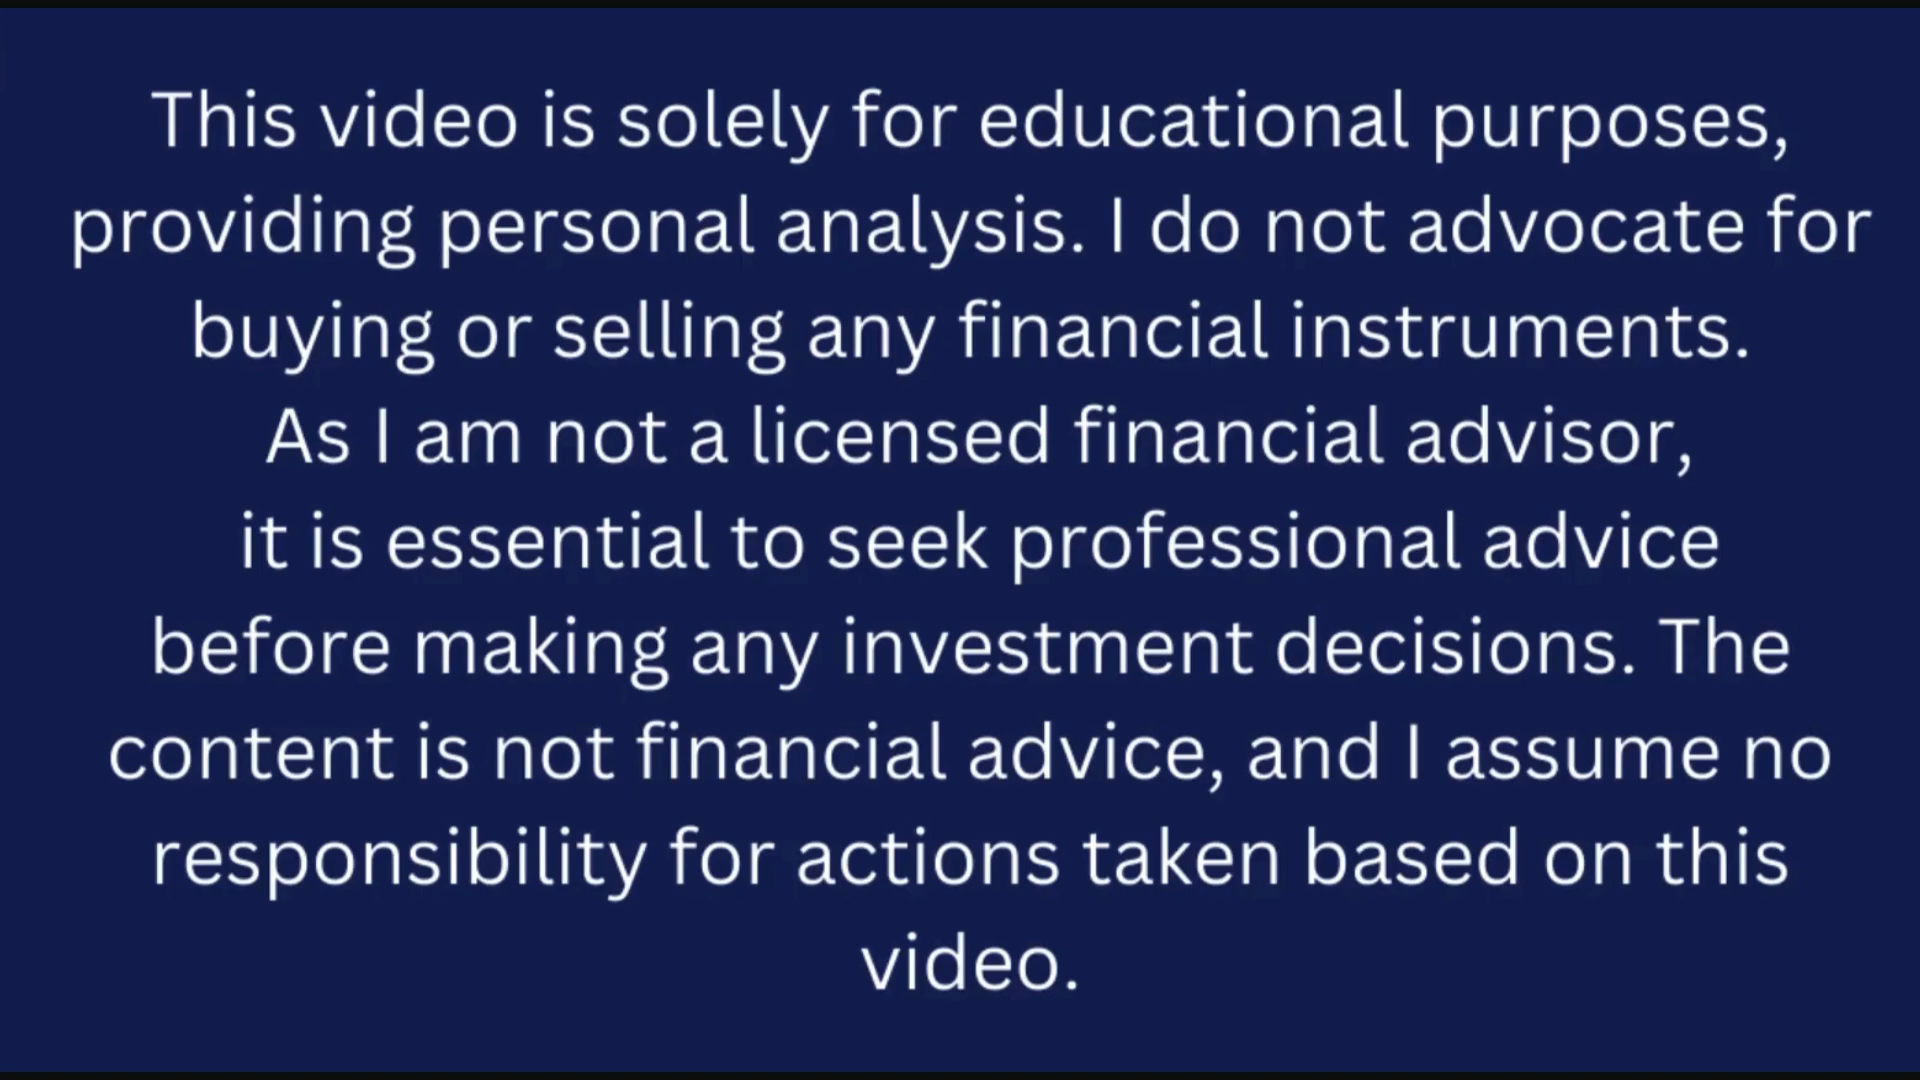 This video is solely for educational purposes,
providing personal analysis. I do not advocate for
buying or selling any financial instruments.
As I am not a licensed financial advisor,
it is essential to seek professional advice
before making any investment decisions. The
content is not financial advice, and I assume no
responsibility for actions taken based on this
video.